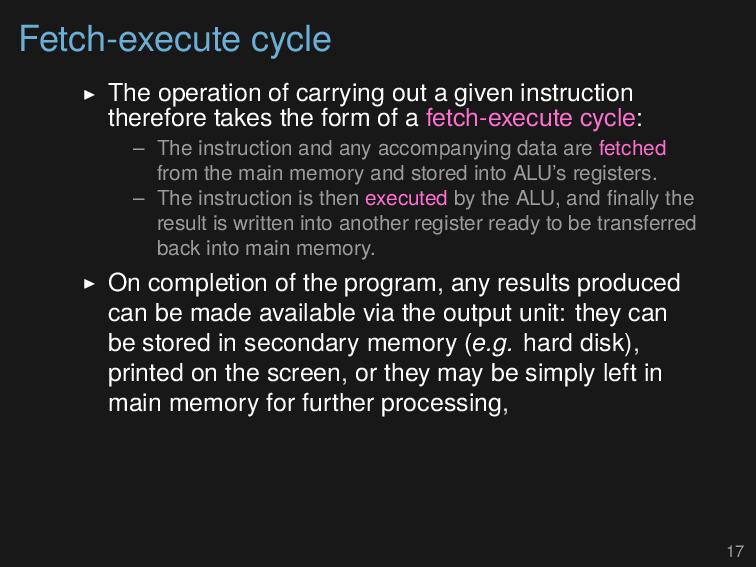 Fetch-execute cycle
▶ The operation of carrying out a given instruction
therefore takes the form of a fetch-execute cycle:
– The instruction and any accompanying data are fetched
from the main memory and stored into ALU's registers.
– The instruction is then executed by the ALU, and finally the
result is written into another register ready to be transferred
back into main memory.
▶ On completion of the program, any results produced
can be made available via the output unit: they can
be stored in secondary memory (e.g. hard disk),
printed on the screen, or they may be simply left in
main memory for further processing,
17